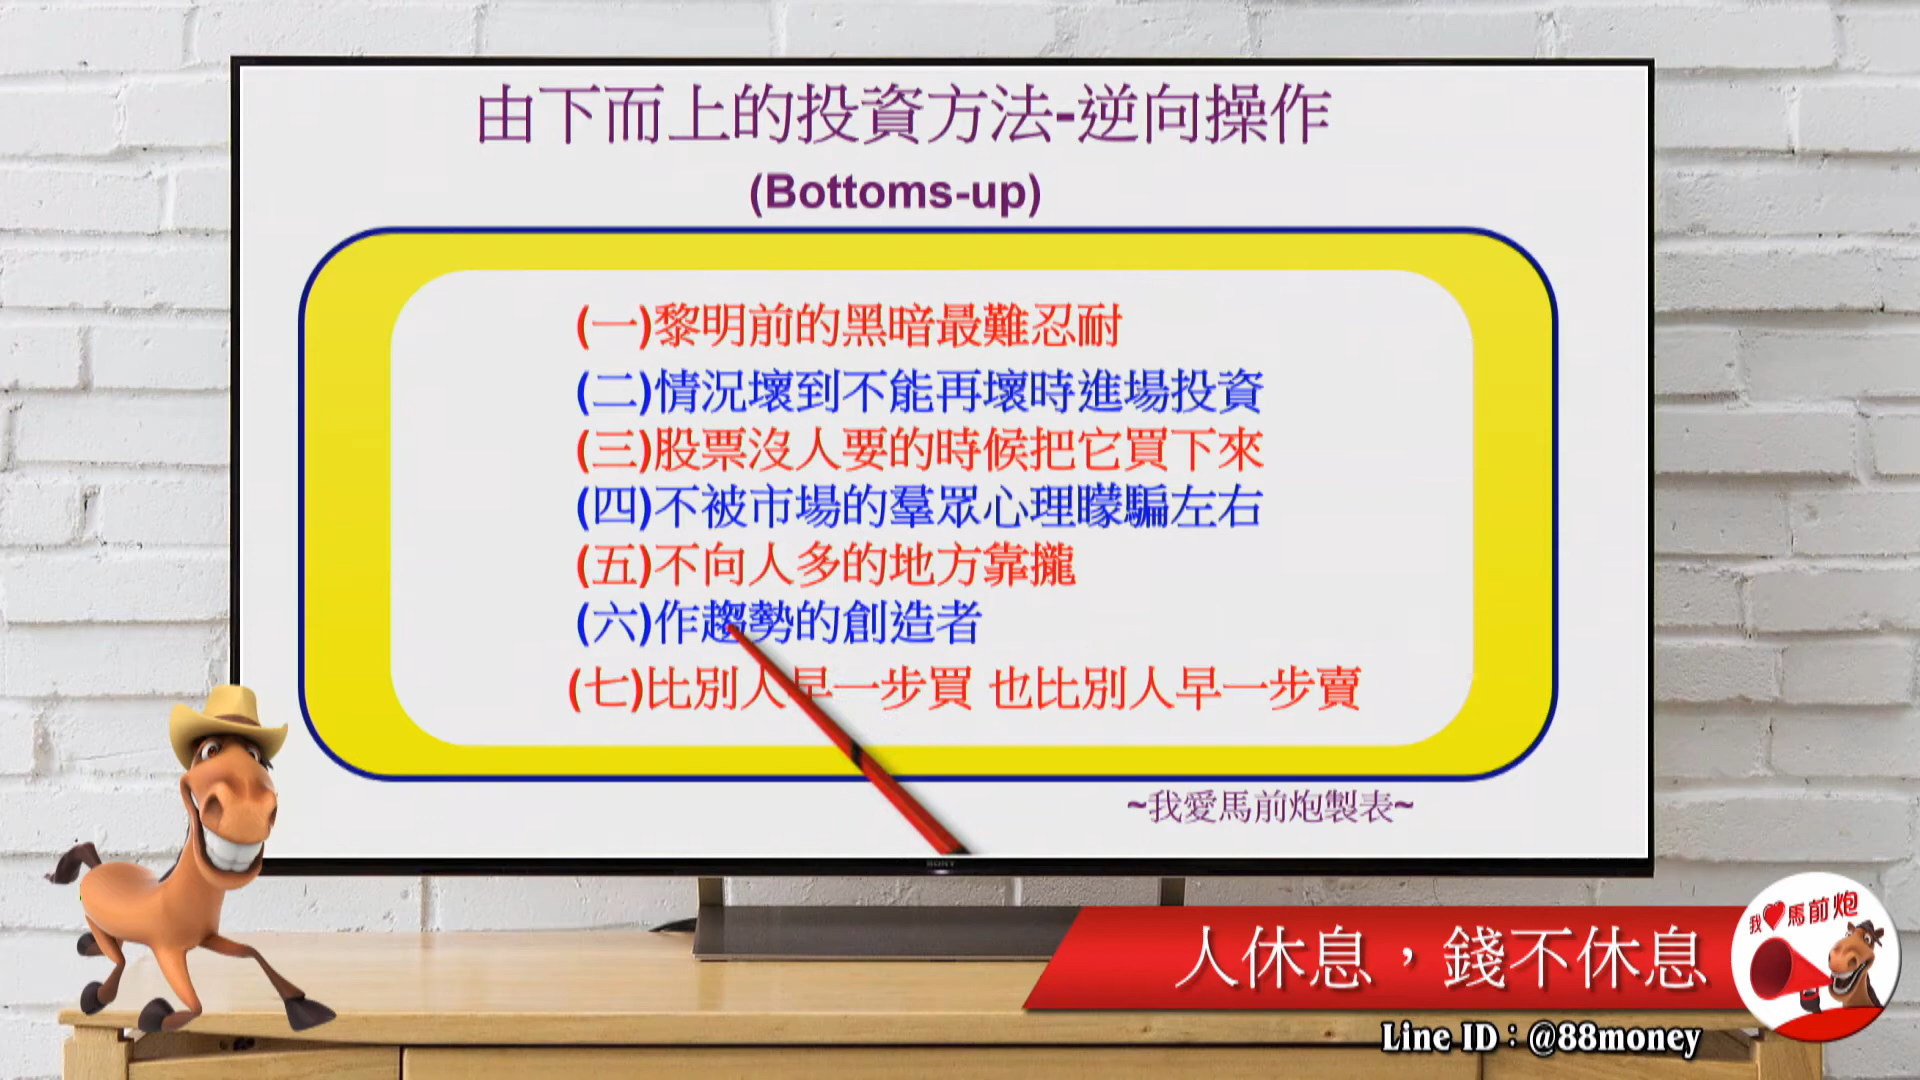 由下而上的投資方法-逆向操作
(Bottoms-up)
(一)黎明前的黑暗最難忍耐
(二)情況壞到不能再壞時進場投資
(三)股票沒人要的時候把它買下來
(四)不被市場的羣眾心理矇騙左右
(五)不向人多的地方靠攏
(六)作趨勢的創造者
(七)比別人早一步買 也比別人早一步賣
~我愛馬前炮製表~
SONY
人休息，錢不休息
我❤馬前炮
Line ID：@88money